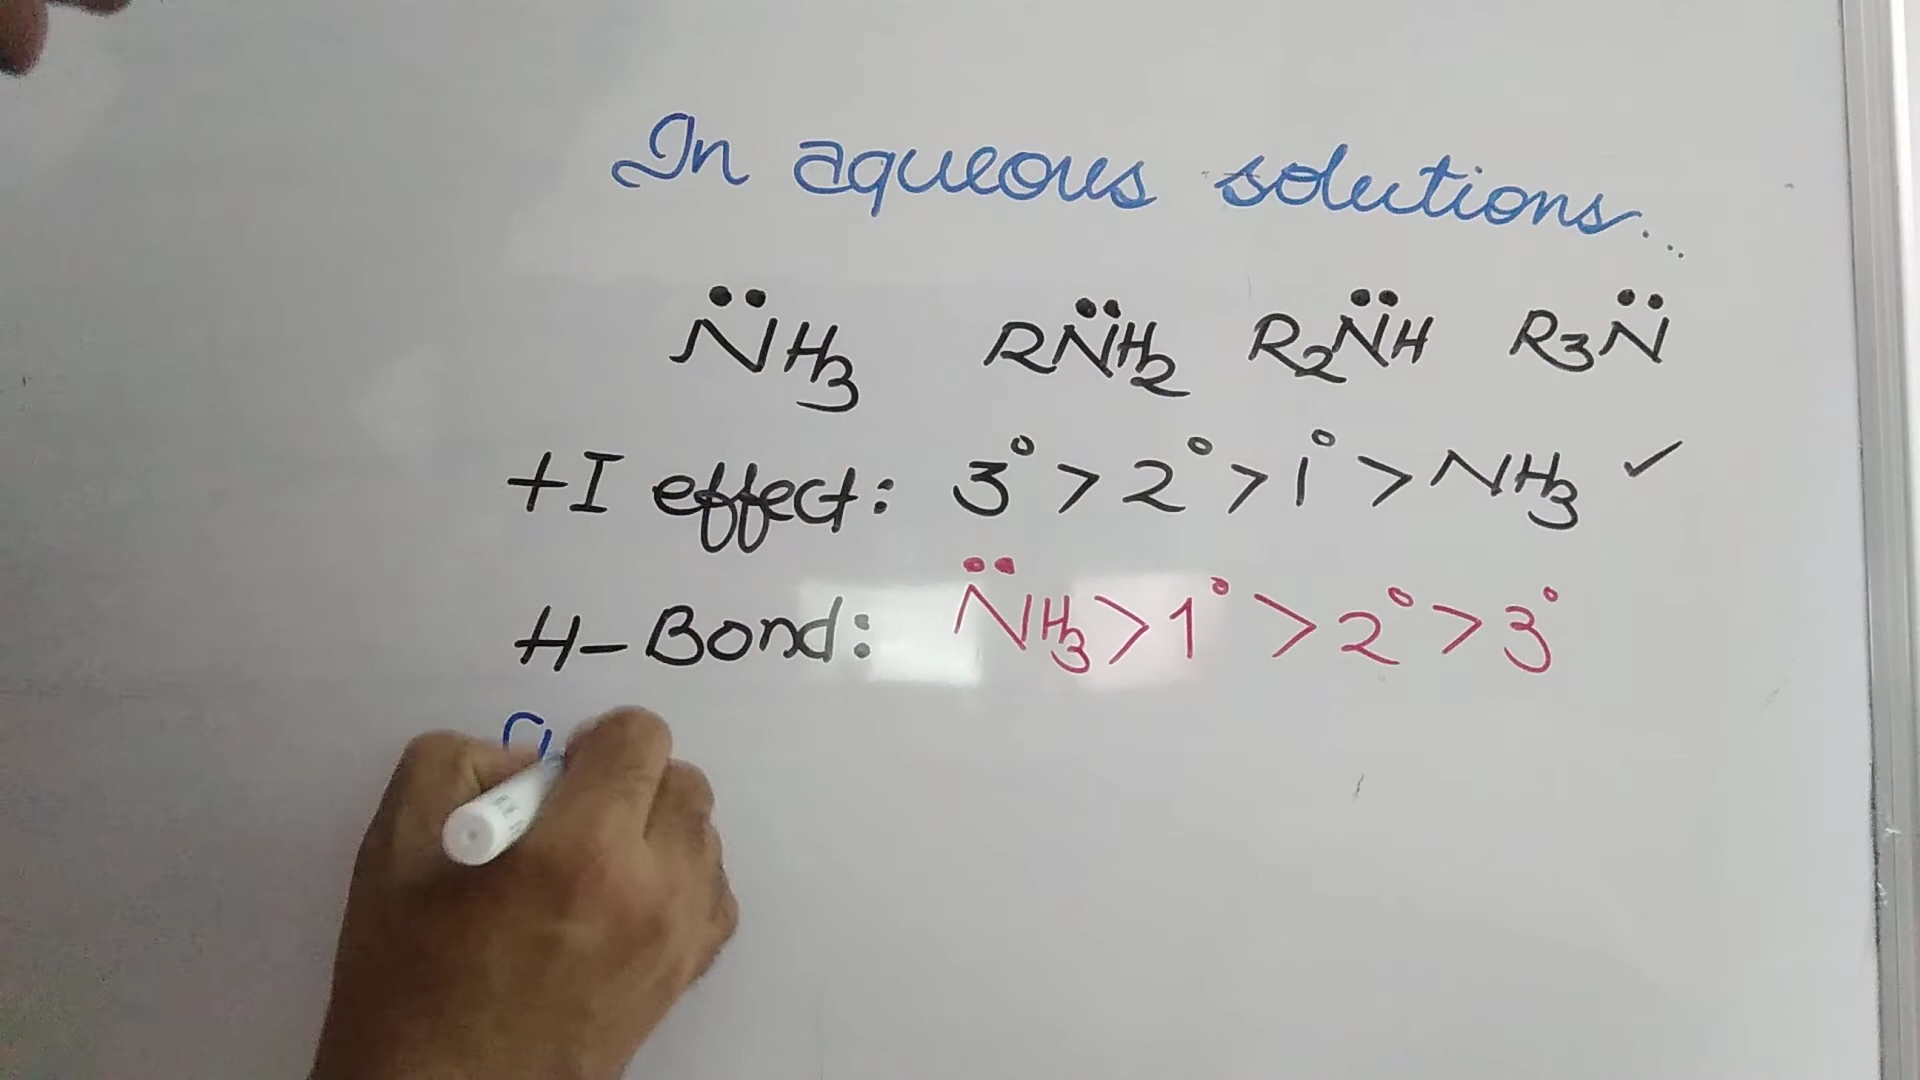 In aqueous solutions...
N̈H₃ RN̈H₂ R₂N̈H R₃N̈
+I effect: 3° > 2° > 1° > NH₃ ✓
H-Bond: N̈H₃ > 1° > 2° > 3°